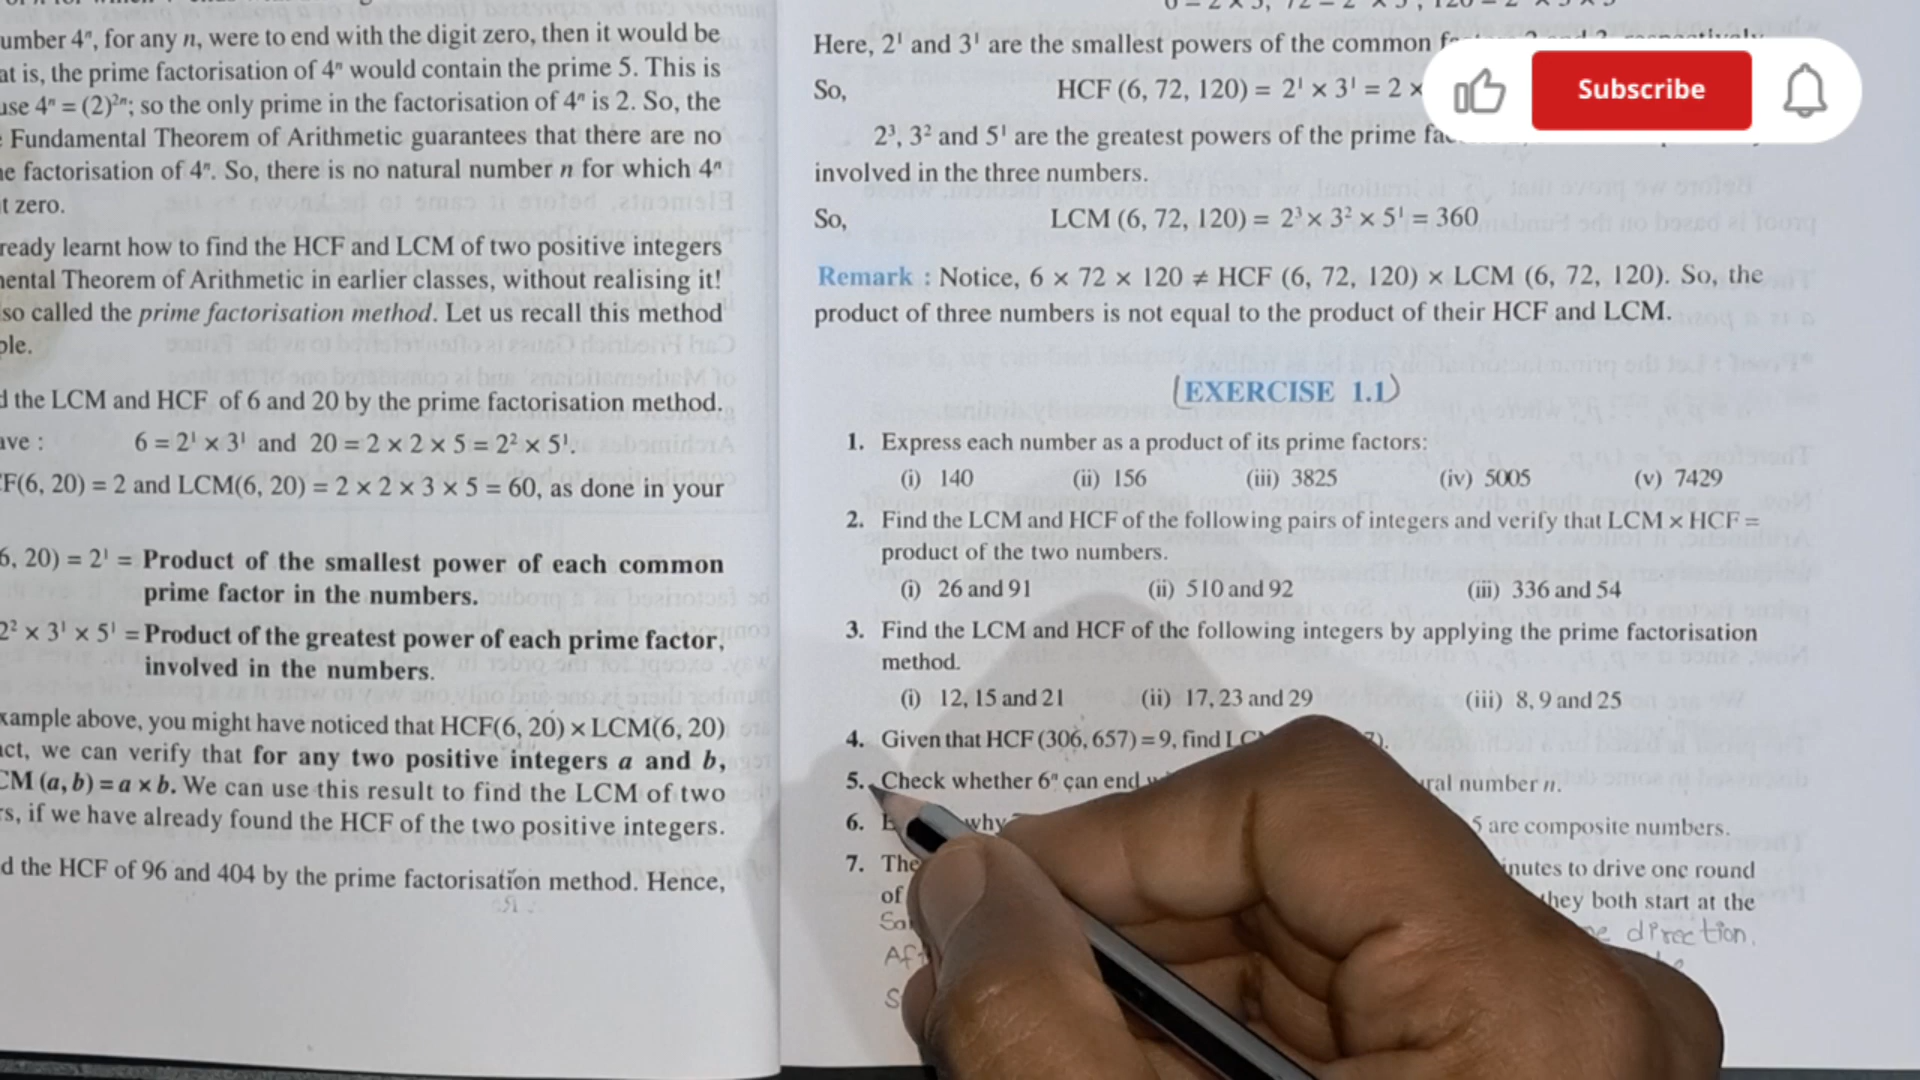 umber 4ⁿ, for any n, were to end with the digit zero, then it would be
at is, the prime factorisation of 4ⁿ would contain the prime 5. This is
use 4ⁿ = (2)²ⁿ; so the only prime in the factorisation of 4ⁿ is 2. So, the
Fundamental Theorem of Arithmetic guarantees that there are no
e factorisation of 4ⁿ. So, there is no natural number n for which 4ⁿ
t zero.
ready learnt how to find the HCF and LCM of two positive integers
ental Theorem of Arithmetic in earlier classes, without realising it!
so called the prime factorisation method. Let us recall this method
ple.
d the LCM and HCF of 6 and 20 by the prime factorisation method.
ave : 6 = 2¹ × 3¹ and 20 = 2 × 2 × 5 = 2² × 5¹.
F(6, 20) = 2 and LCM(6, 20) = 2 × 2 × 3 × 5 = 60, as done in your
6, 20) = 2¹ = Product of the smallest power of each common
prime factor in the numbers.
2² × 3¹ × 5¹ = Product of the greatest power of each prime factor,
involved in the numbers.
xample above, you might have noticed that HCF(6, 20) × LCM(6, 20)
act, we can verify that for any two positive integers a and b,
CM (a, b) = a × b. We can use this result to find the LCM of two
rs, if we have already found the HCF of the two positive integers.
d the HCF of 96 and 404 by the prime factorisation method. Hence,
Here, 2¹ and 3¹ are the smallest powers of the common
So, HCF (6, 72, 120) = 2¹ × 3¹ = 2 ×
2³, 3² and 5¹ are the greatest powers of the prime
involved in the three numbers.
So, LCM (6, 72, 120) = 2³ × 3² × 5¹ = 360
Remark : Notice, 6 × 72 × 120 ≠ HCF (6, 72, 120) × LCM (6, 72, 120). So, the
product of three numbers is not equal to the product of their HCF and LCM.
EXERCISE 1.1
1. Express each number as a product of its prime factors:
(i) 140 (ii) 156 (iii) 3825 (iv) 5005 (v) 7429
2. Find the LCM and HCF of the following pairs of integers and verify that LCM × HCF =
product of the two numbers.
(i) 26 and 91 (ii) 510 and 92 (iii) 336 and 54
3. Find the LCM and HCF of the following integers by applying the prime factorisation
method.
(i) 12, 15 and 21 (ii) 17, 23 and 29 (iii) 8, 9 and 25
4. Given that HCF (306, 657) = 9, find
5. Check whether 6ⁿ can end ral number n.
6. why 5 are composite numbers.
7. The inutes to drive one round
of they both start at the
direction.
Subscribe